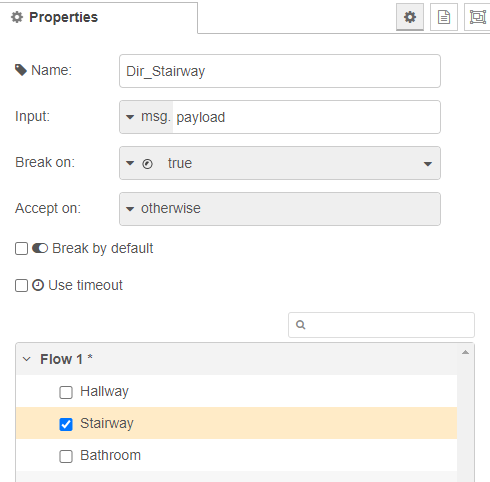 Properties
Name: Dir_Stairway
Input: msg. payload
Break on: true
Accept on: otherwise
Break by default
Use timeout
Flow 1 *
Hallway
Stairway
Bathroom